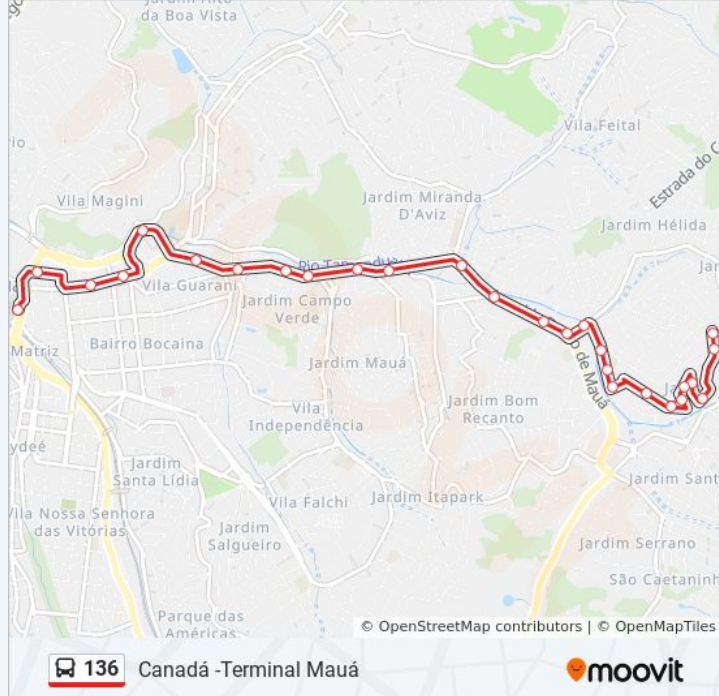 da Boa Vista
Vila Feital
Estrada do C
Vila Magini
Jardim Miranda
D'Aviz
Jardim Hélida
Vila Guarani
Jardim Campo
Verde
Bairro Bocaina
Matriz
Jardim Mauá
o de Mauá
Vila
Independência
Jardim Bom
Recanto
Jardim
Santa Lídia
Vila Falchi
Jardim Itapark
Jardim Sant
Vila Nossa Senhora
das Vitórias
Jardim
Salgueiro
Jardim Serrano
São Caetaninh
Parque das
Américas
© OpenStreetMap contributors | © OpenMapTiles
136 Canadá -Terminal Mauá
moovit